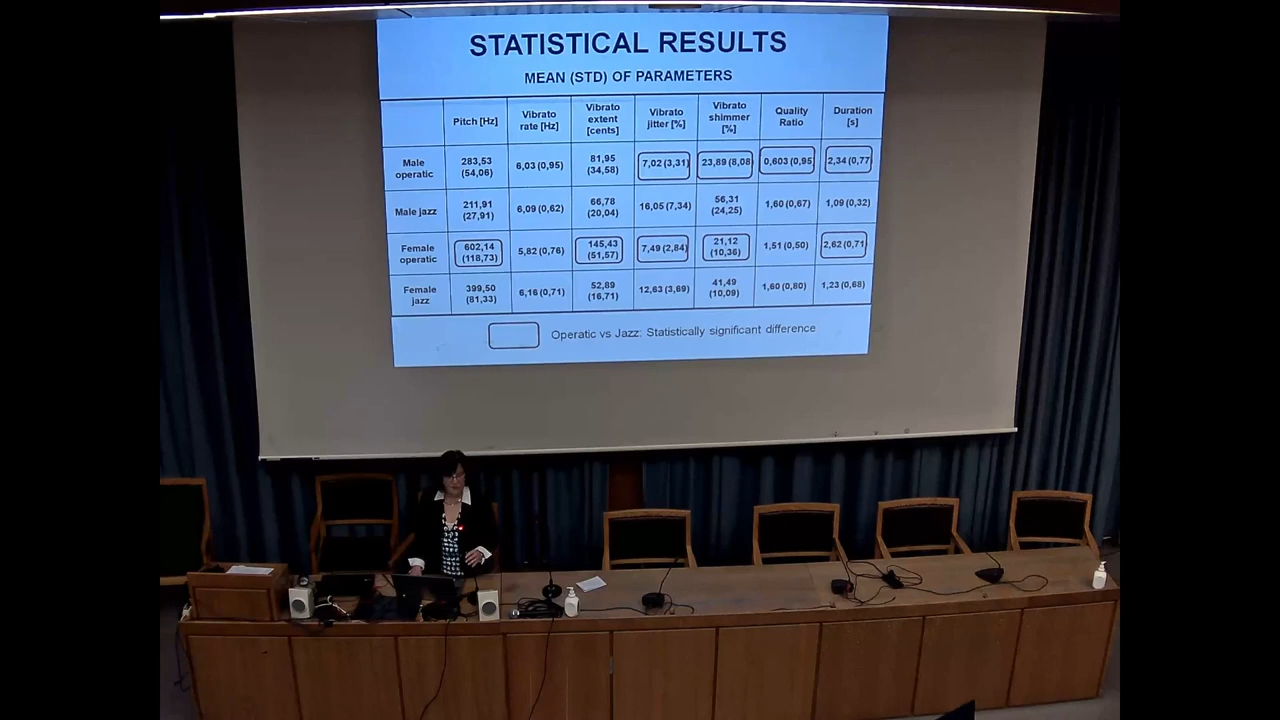 STATISTICAL RESULTS
MEAN (STD) OF PARAMETERS
Pitch [Hz] Vibrato rate [Hz] Vibrato extent [cents] Vibrato jitter [%] Vibrato shimmer [%] Quality Ratio Duration [s]
Male operatic 283,53 (54,06) 6,03 (0,95) 81,95 (34,58) 7,02 (3,31) 23,89 (8,08) 0,603 (0,95) 2,34 (0,77)
Male jazz 211,91 (27,91) 6,09 (0,62) 66,78 (20,04) 16,05 (7,34) 56,31 (24,25) 1,60 (0,67) 1,09 (0,32)
Female operatic 602,14 (118,73) 5,82 (0,76) 145,43 (51,57) 7,49 (2,84) 21,12 (10,36) 1,51 (0,50) 2,62 (0,71)
Female jazz 399,50 (81,33) 6,16 (0,71) 52,89 (16,71) 12,63 (3,69) 41,49 (10,09) 1,60 (0,80) 1,23 (0,68)
Operatic vs Jazz: Statistically significant difference